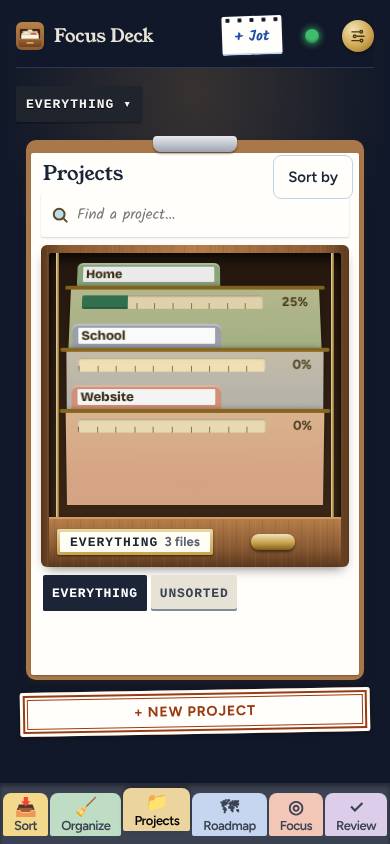 Focus Deck
+ Jot
EVERYTHING ▾
Projects
Sort by
Find a project...
Home
25%
School
0%
Website
0%
EVERYTHING 3 files
EVERYTHING
UNSORTED
+ NEW PROJECT
Sort
Organize
Projects
Roadmap
Focus
Review